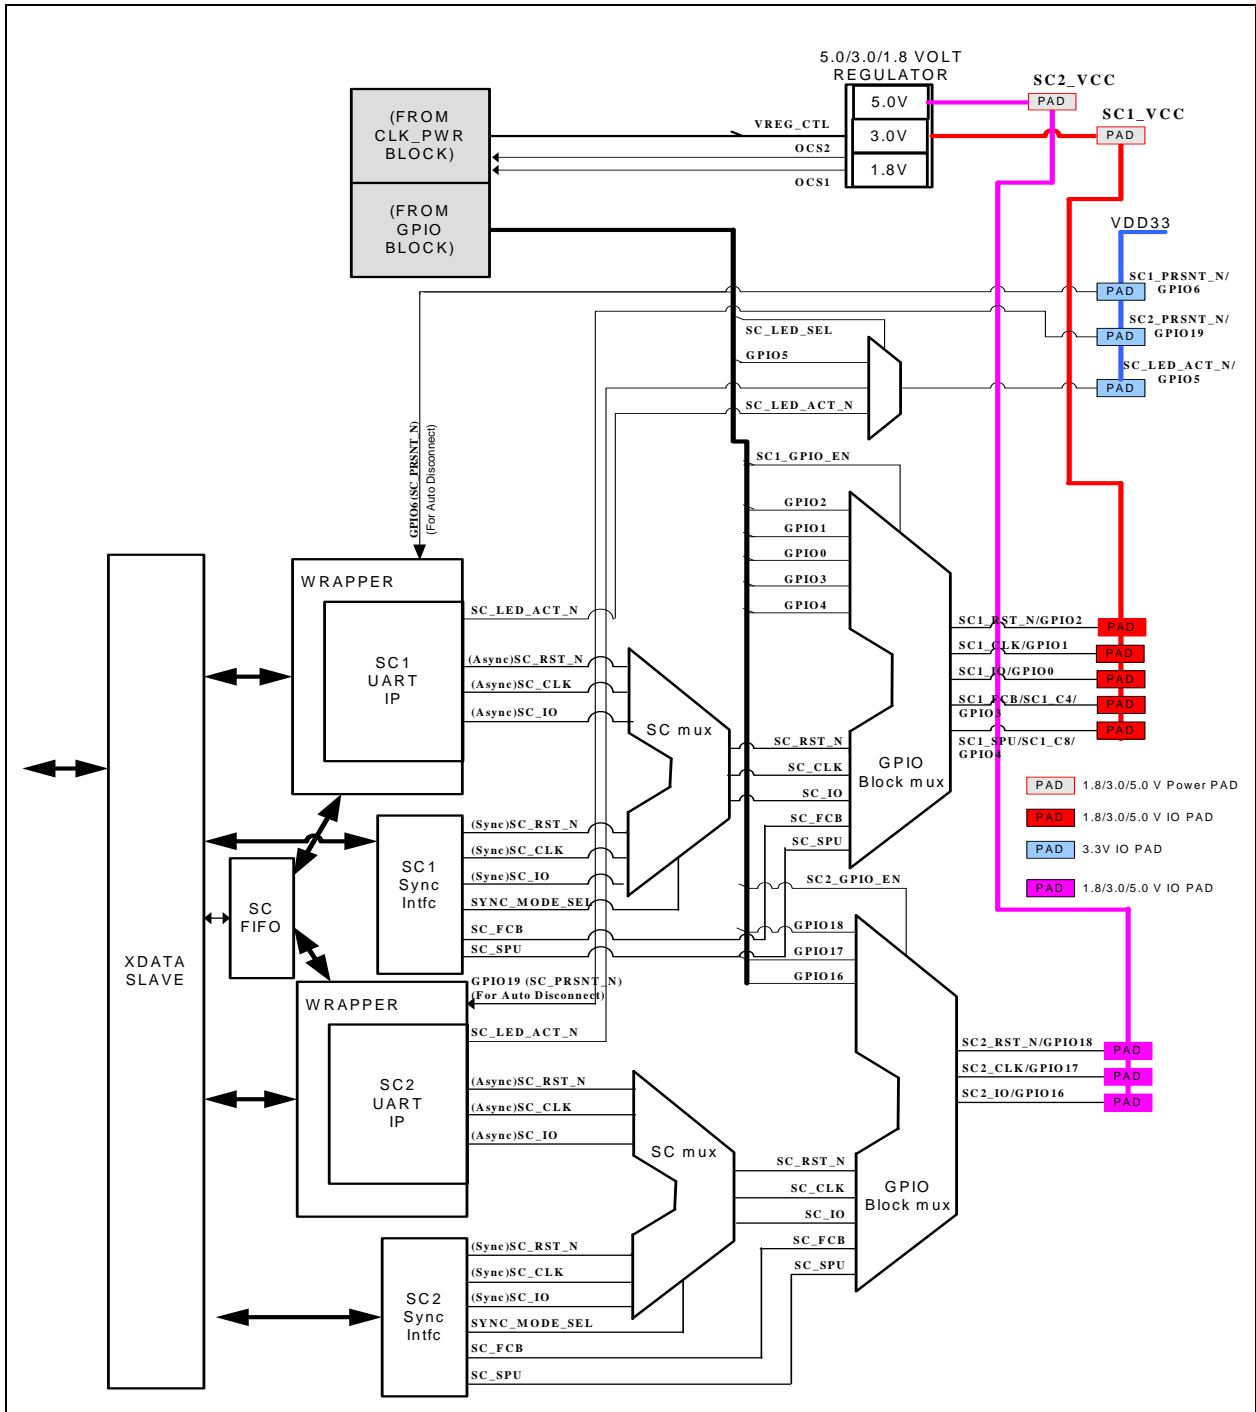 5.0/3.0/1.8 VOLT
REGULATOR
SC2_VCC
PAD
SC1_VCC
PAD
5.0V
3.0V
1.8V
(FROM
CLK_PWR
BLOCK)
VREG_CTL
OCS2
OCS1
(FROM
GPIO
BLOCK)
VDD33
SC1_PRSNT_N/
GPIO6
PAD
SC2_PRSNT_N/
GPIO19
PAD
SC_LED_ACT_N/
GPIO5
PAD
SC_LED_SEL
GPIO5
SC_LED_ACT_N
GPIO6(SC_PRSNT_N)
(For Auto Disconnect)
SC1_GPIO_EN
GPIO2
GPIO1
GPIO0
GPIO3
GPIO4
WRAPPER
SC1
UART
IP
SC_LED_ACT_N
(Async)SC_RST_N
(Async)SC_CLK
(Async)SC_IO
SC mux
SC_RST_N
SC_CLK
SC_IO
SC_FCB
SC_SPU
GPIO
Block mux
SC1_RST_N/GPIO2
PAD
SC1_CLK/GPIO1
PAD
SC1_IO/GPIO0
PAD
SC1_FCB/SC1_C4/
GPIO3
PAD
SC1_SPU/SC1_C8/
GPIO4
PAD
PAD 1.8/3.0/5.0 V Power PAD
PAD 1.8/3.0/5.0 V IO PAD
PAD 3.3V IO PAD
PAD 1.8/3.0/5.0 V IO PAD
SC1
Sync
Intfc
(Sync)SC_RST_N
(Sync)SC_CLK
(Sync)SC_IO
SYNC_MODE_SEL
SC_FCB
SC_SPU
SC
FIFO
XDATA
SLAVE
SC2_GPIO_EN
GPIO18
GPIO17
GPIO16
GPIO19 (SC_PRSNT_N)
(For Auto Disconnect)
WRAPPER
SC2
UART
IP
SC_LED_ACT_N
(Async)SC_RST_N
(Async)SC_CLK
(Async)SC_IO
SC mux
SC_RST_N
SC_CLK
SC_IO
SC_FCB
SC_SPU
GPIO
Block mux
SC2_RST_N/GPIO18
PAD
SC2_CLK/GPIO17
PAD
SC2_IO/GPIO16
PAD
SC2
Sync
Intfc
(Sync)SC_RST_N
(Sync)SC_CLK
(Sync)SC_IO
SYNC_MODE_SEL
SC_FCB
SC_SPU